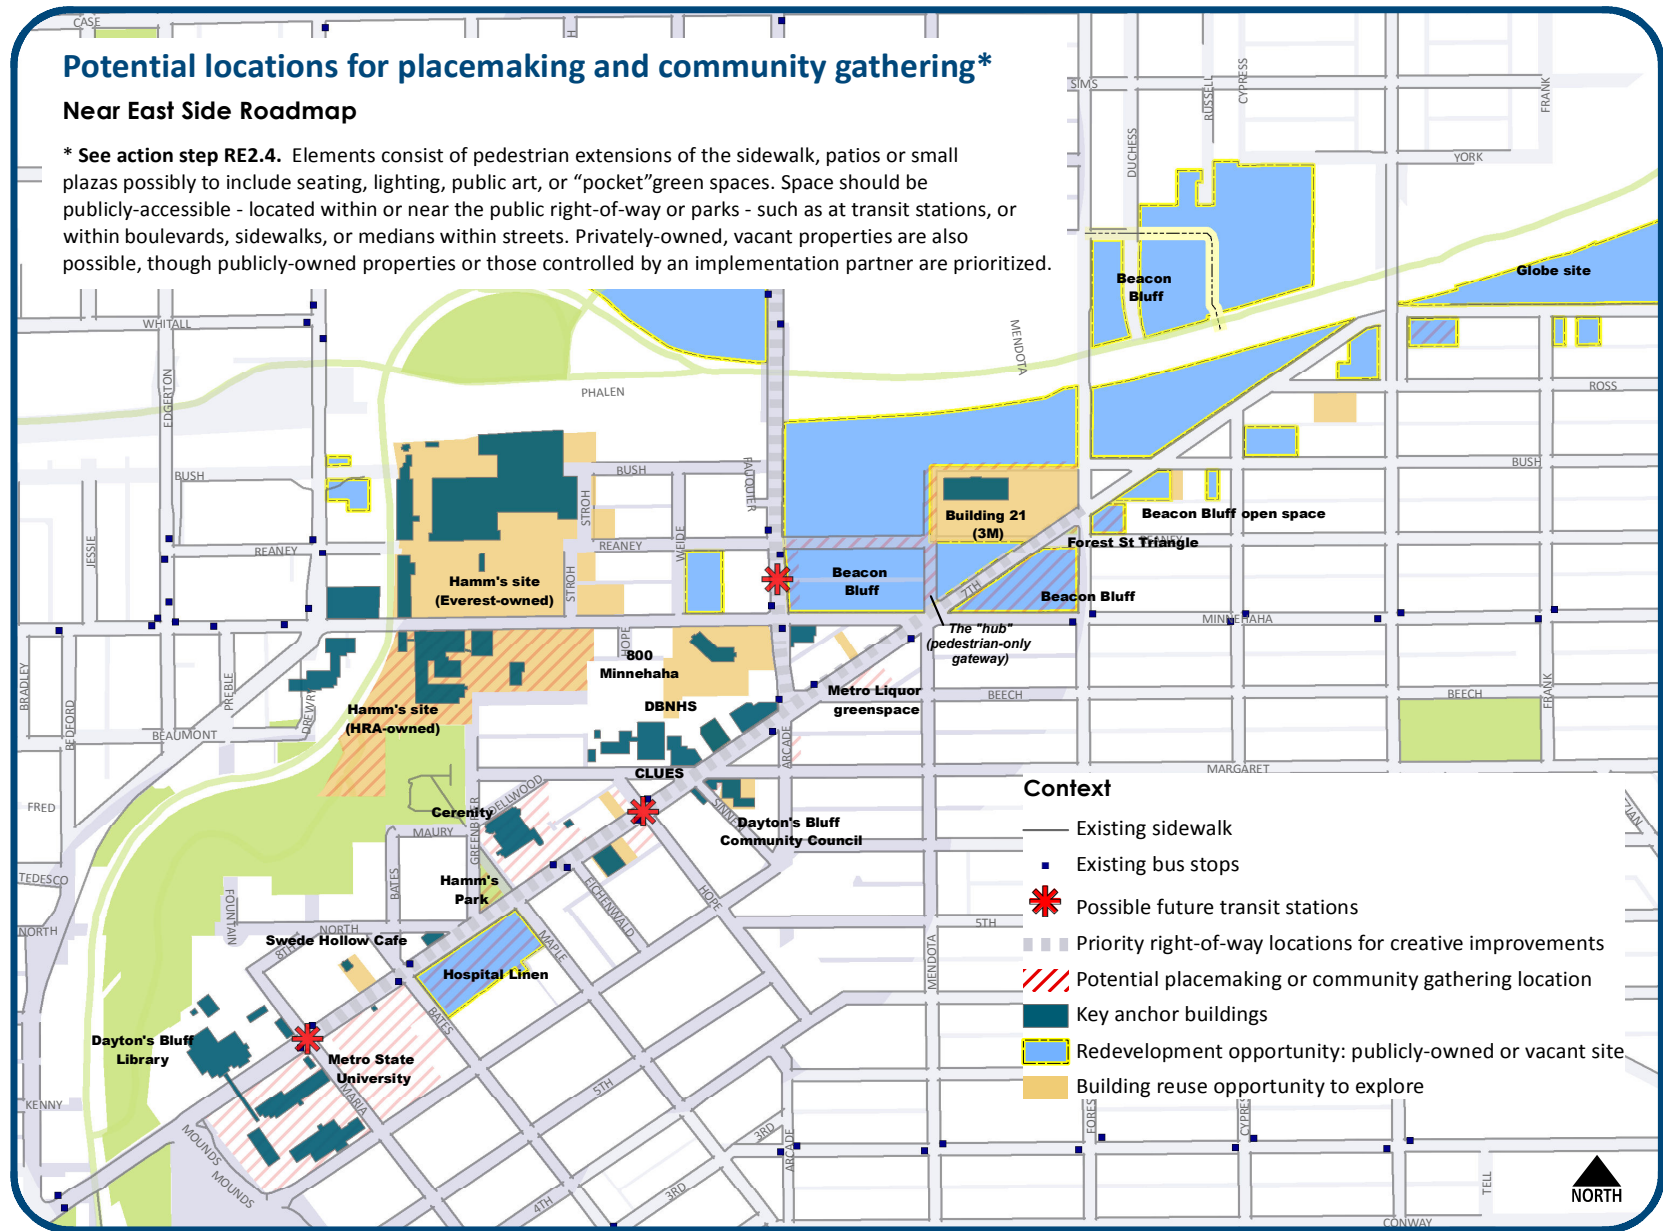 CASE
Potential locations for placemaking and community gathering*
Near East Side Roadmap
* See action step RE2.4. Elements consist of pedestrian extensions of the sidewalk, patios or small
plazas possibly to include seating, lighting, public art, or “pocket”green spaces. Space should be
publicly-accessible - located within or near the public right-of-way or parks - such as at transit stations, or
within boulevards, sidewalks, or medians within streets. Privately-owned, vacant properties are also
possible, though publicly-owned properties or those controlled by an implementation partner are prioritized.
H
SIMS
RUSSELL
CYPRESS
FRANK
DUCHESS
YORK
Beacon
Bluff
Globe site
WHITALL
MENDOTA
EDGERTON
PHALEN
ROSS
BUSH
BUSH
FAUQUIER
BUSH
STROH
Building 21
(3M)
Beacon Bluff open space
Forest St Triangle
JESSIE
REANEY
REANEY
WEIDE
Hamm's site
(Everest-owned)
STROH
Beacon
Bluff
7TH
Beacon Bluff
MINNEHAHA
The "hub"
(pedestrian-only
gateway)
HOPE
800
Minnehaha
BRADLEY
PREBLE
DREWRY
BEDFORD
BEAUMONT
Hamm's site
(HRA-owned)
DBNHS
Metro Liquor
greenspace
BEECH
BEECH
FRANK
ARCADE
CLUES
MARGARET
FRED
DELLWOOD
Cerenity
MAURY
GREENBRIER
Dayton's Bluff
Community Council
TEDESCO
BATES
Hamm's
Park
EICHENWALD
HOPE
FOUNTAIN
NORTH
NORTH
8TH
Swede Hollow Cafe
MAPLE
5TH
MENDOTA
Hospital Linen
BATES
Dayton's Bluff
Library
Metro State
University
MARIA
5TH
KENNY
MOUNDS
MOUNDS
3RD
ARCADE
3RD
4TH
CYPRES
TELL
CONWAY
Context
Existing sidewalk
Existing bus stops
Possible future transit stations
Priority right-of-way locations for creative improvements
Potential placemaking or community gathering location
Key anchor buildings
Redevelopment opportunity: publicly-owned or vacant site
Building reuse opportunity to explore
NORTH